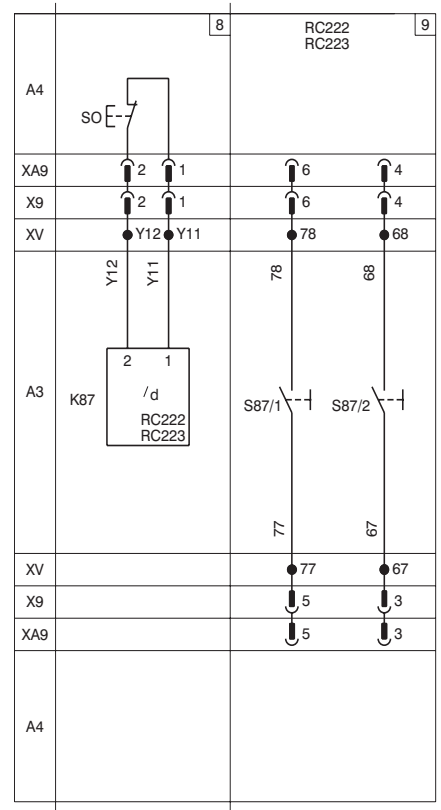 8
RC222
RC223
9
A4
SO
XA9 2 1 6 4
X9 2 1 6 4
XV Y12 Y11 78 68
Y12 Y11 78 68
A3
2 1
K87 /d
RC222
RC223
S87/1 S87/2
77 67
XV 77 67
X9 5 3
XA9 5 3
A4